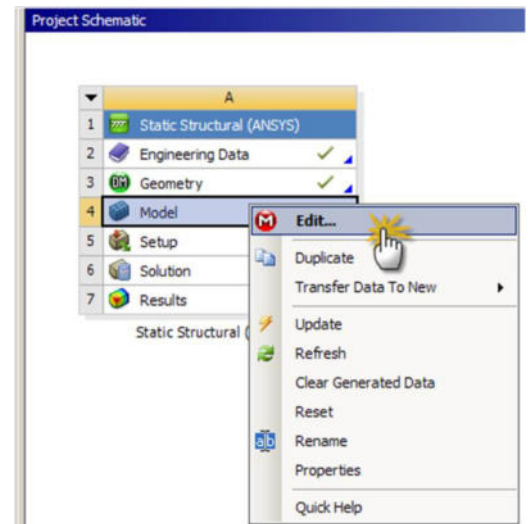 Project Schematic
A
1 Static Structural (ANSYS)
2 Engineering Data
3 DM Geometry
4 Model
5 Setup
6 Solution
7 Results
Static Structural (
M Edit...
Duplicate
Transfer Data To New
Update
Refresh
Clear Generated Data
Reset
a|b Rename
Properties
Quick Help